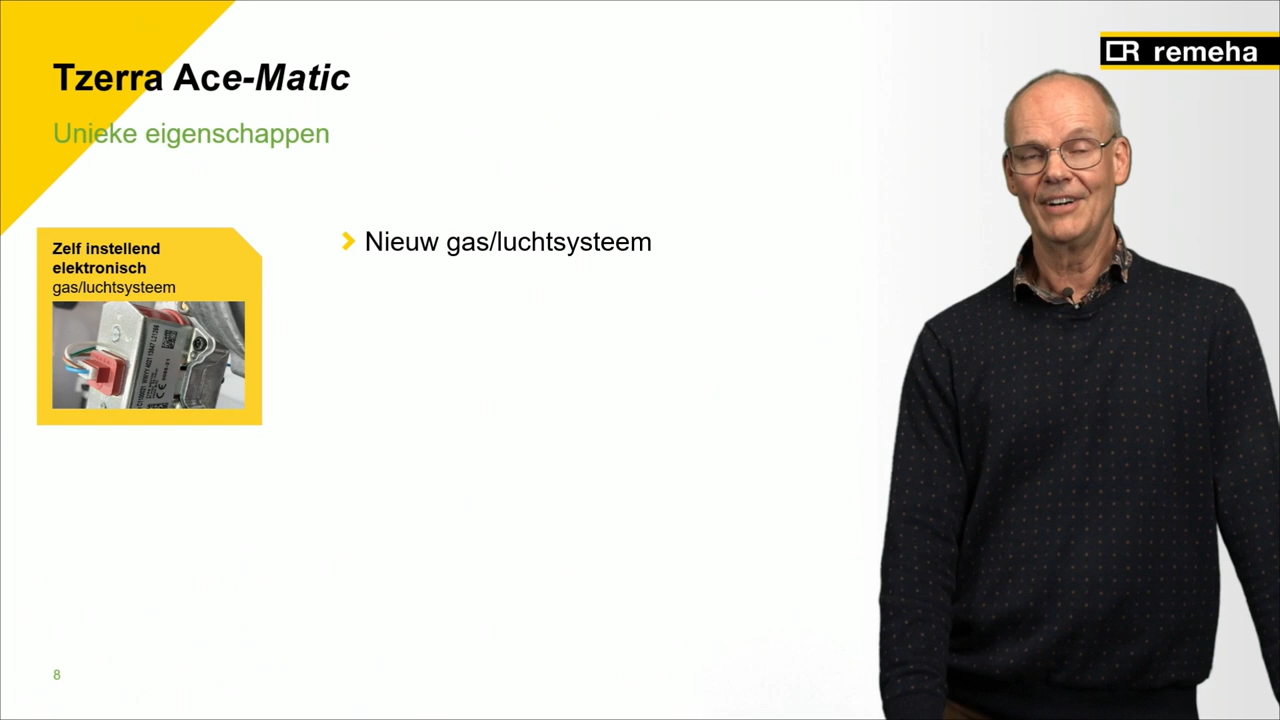 remeha
Tzerra Ace-Matic
Unieke eigenschappen
Zelf instellend
elektronisch
gas/luchtsysteem
Nieuw gas/luchtsysteem
8